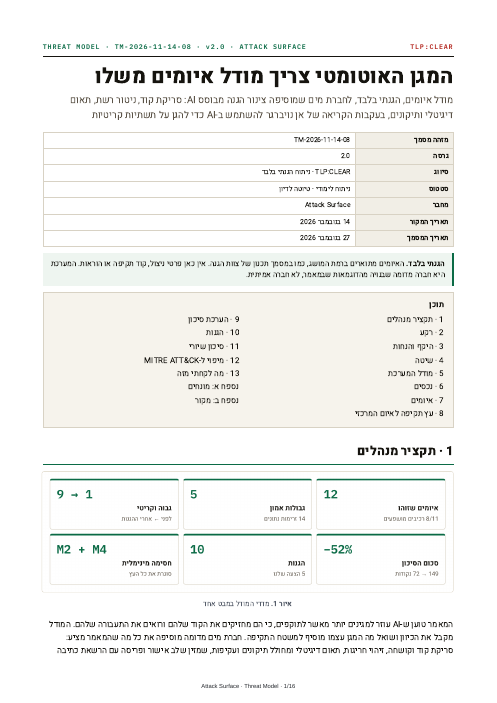 THREAT MODEL · TM-2026-11-14-08 · v2.0 · ATTACK SURFACE TLP:CLEAR
המגן האוטומטי צריך מודל איומים משלו
מודל איומים, הגנתי בלבד, לחברת מים שמוסיפה צינור הגנה מבוסס AI: סריקת קוד, ניטור רשת, תאום
דיגיטלי ותיקונים, בעקבות הקריאה של אן נויברגר להשתמש ב-AI כדי להגן על תשתיות קריטיות
מזהה מסמך TM-2026-11-14-08
גרסה 2.0
סיווג TLP:CLEAR · ניתוח הגנתי בלבד
סטטוס ניתוח לימודי · טיוטה לדיון
מחבר Attack Surface
תאריך המקור 14 בנובמבר 2026
תאריך המסמך 27 בנובמבר 2026
הגנתי בלבד. האיומים מתוארים ברמת המושג, כמו במסמך תכנון של צוות הגנה. אין כאן פרטי ניצול, קוד תקיפה או הוראות. המערכת
היא חברה מדומה שבנויה מהדוגמאות שבמאמר, לא חברה אמיתית.
תוכן
1 · תקציר מנהלים
2 · רקע
3 · היקף והנחות
4 · שיטה
5 · מודל המערכת
6 · נכסים
7 · איומים
8 · עץ תקיפה לאיום המרכזי
9 · הערכת סיכון
10 · הגנות
11 · סיכון שיורי
12 · מיפוי ל-MITRE ATT&CK
13 · מה לקחתי מזה
נספח א: מונחים
נספח ב: מקור
1 · תקציר מנהלים
12
איומים שזוהו
8/11 רכיבים מושפעים
5
גבולות אמון
14 זרימות נתונים
9 → 1
גבוה וקריטי
לפני ← אחרי ההגנות
−52%
סכום הסיכון
149 ← 72 נקודות
10
הגנות
5 הצעה שלנו
M2 + M4
חסימה מינימלית
סוגרת את כל העץ
איור 1. מדדי המודל במבט אחד
המאמר טוען ש-AI עוזר למגינים יותר מאשר לתוקפים, כי הם מחזיקים את הקוד שלהם ורואים את התעבורה שלהם. המודל
מקבל את הכיוון ושואל מה המגן עצמו מוסיף למשטח התקיפה. חברת מים מדומה מוסיפה את כל מה שהמאמר מציע:
סריקת קוד וקושחה, זיהוי חריגות, תאום דיגיטלי ומחולל תיקונים ועקיפות, שמזין שלב אישור ופריסה עם הרשאת כתיבה
Attack Surface · Threat Model · 1/16